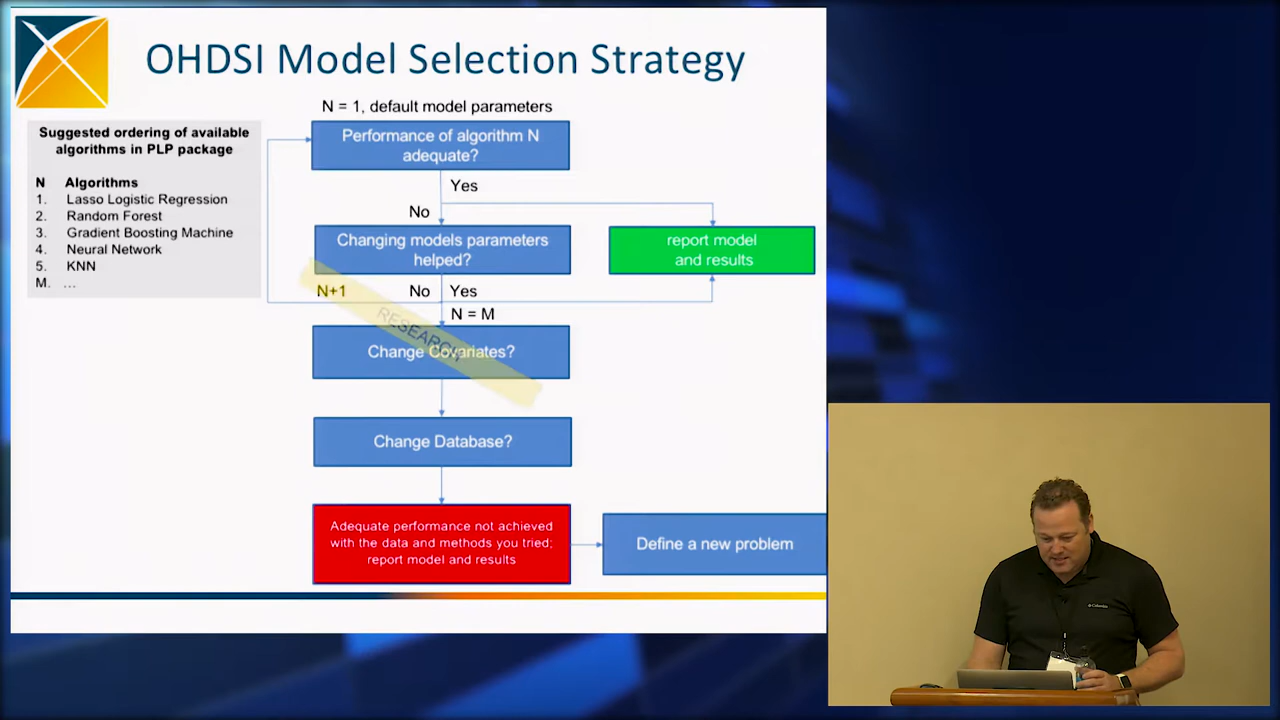 OHDSI Model Selection Strategy
N = 1, default model parameters
Suggested ordering of available
algorithms in PLP package
N Algorithms
1. Lasso Logistic Regression
2. Random Forest
3. Gradient Boosting Machine
4. Neural Network
5. KNN
M. ...
Performance of algorithm N
adequate?
Yes
No
Changing models parameters
helped?
report model
and results
N+1
No
Yes
N = M
RESEARCH
Change Covariates?
Change Database?
Adequate performance not achieved
with the data and methods you tried;
report model and results
Define a new problem
Columbia